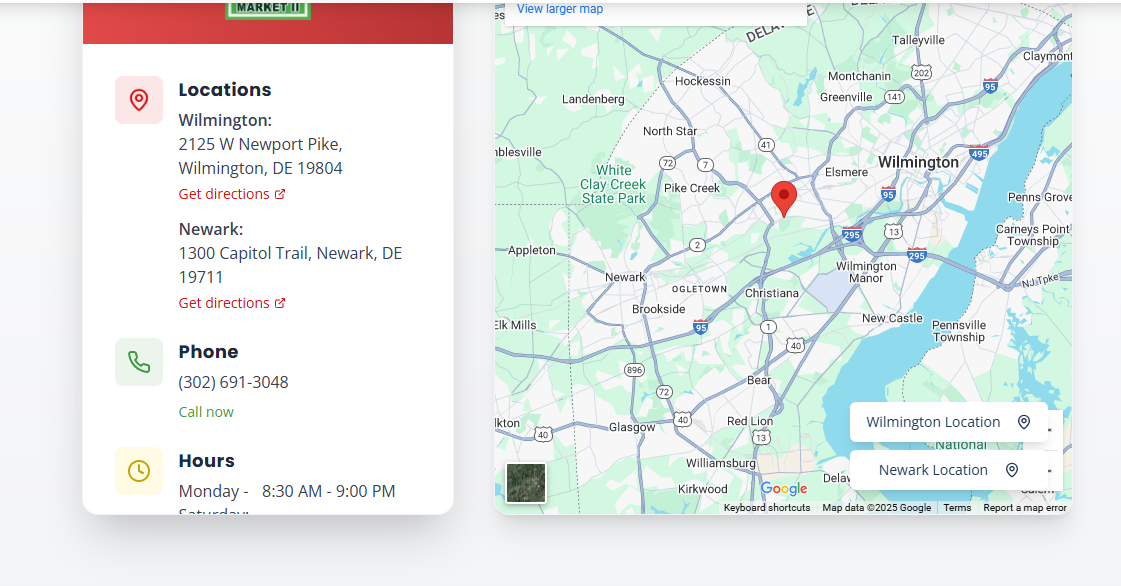 MARKET II
Locations
Wilmington:
2125 W Newport Pike,
Wilmington, DE 19804
Get directions
Newark:
1300 Capitol Trail, Newark, DE
19711
Get directions
Phone
(302) 691-3048
Call now
Hours
Monday - 8:30 AM - 9:00 PM
Saturday:
View larger map
Talleyville
Claymont
Hockessin
202
Montchanin
95
Landenberg
Greenville
141
North Star
41
495
72
7
Wilmington
White
Clay Creek
State Park
Elsmere
Pike Creek
95
Penns Grove
295
13
Carneys Point
Township
2
Appleton
295
Wilmington
Manor
Newark
OGLETOWN
Christiana
NJ Tpke
Brookside
New Castle
Elk Mills
95
1
Pennsville
Township
40
896
Bear
72
40
Red Lion
Wilmington Location
40
Glasgow
13
National
Williamsburg
Newark Location
Kirkwood
Google
Keyboard shortcuts
Map data ©2025 Google
Terms
Report a map error